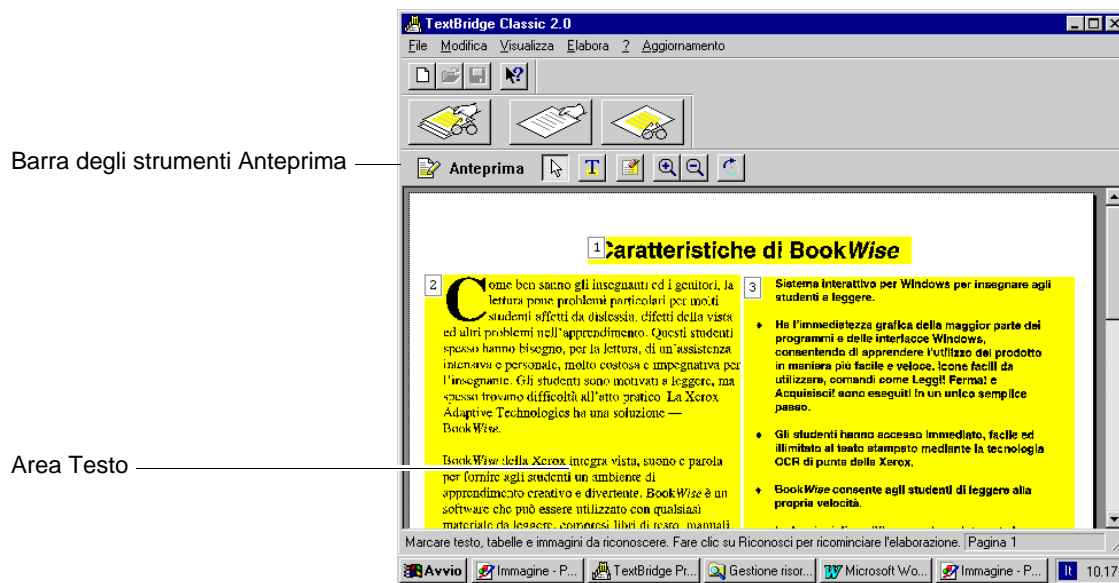 TextBridge Classic 2.0
File Modifica Visualizza Elabora ? Aggiornamento
Barra degli strumenti Anteprima
Anteprima T
1 Caratteristiche di BookWise
2
Come ben sanno gli insegnanti ed i genitori, la
lettura pone problemi particolari per molti
studenti affetti da dislessia, difetti della vista
ed altri problemi nell'apprendimento. Questi studenti
spesso hanno bisogno, per la lettura, di un'assistenza
intensiva e personale, molto costosa e impegnativa per
l'insegnante. Gli studenti sono motivati a leggere, ma
spesso trovano difficoltà all'atto pratico. La Xerox
Adaptive Technologies ha una soluzione —
BookWise.
Area Testo
BookWise della Xerox integra vista, suono e parola
per fornire agli studenti un ambiente di
apprendimento creativo e divertente. BookWise è un
software che può essere utilizzato con qualsiasi
materiale da leggere, compresi libri di testo, manuali
3
Sistema interattivo per Windows per insegnare agli
studenti a leggere.
♦ Ha l'immediatezza grafica della maggior parte dei
programmi e delle interfacce Windows,
consentendo di apprendere l'utilizzo del prodotto
in maniera più facile e veloce. Icone facili da
utilizzare, comandi come Leggi! Ferma! e
Acquisisci! sono eseguiti in un unico semplice
passo.
♦ Gli studenti hanno accesso immediato, facile ed
illimitato al testo stampato mediante la tecnologia
OCR di punta della Xerox.
♦ BookWise consente agli studenti di leggere alla
propria velocità.
Marcare testo, tabelle e immagini da riconoscere. Fare clic su Riconosci per ricominciare l'elaborazione. Pagina 1
Avvio Immagine - P... TextBridge Pr... Gestione risor... Microsoft Wo... Immagine - P... It 10.17